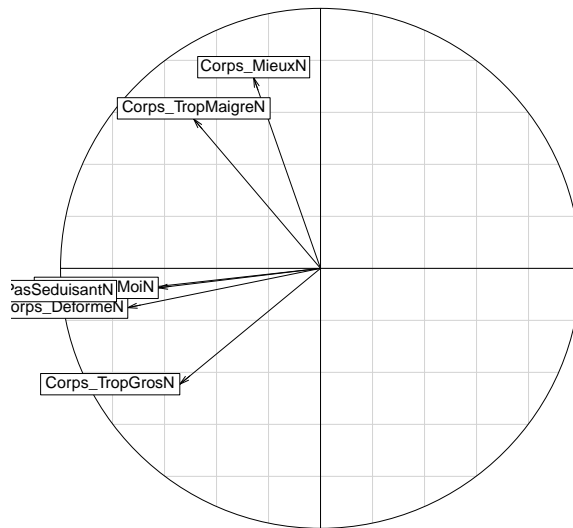 Corps_MieuxN
Corps_TropMaigreN
MoiN
PasSeduisantN
orps_DeformeN
Corps_TropGrosN